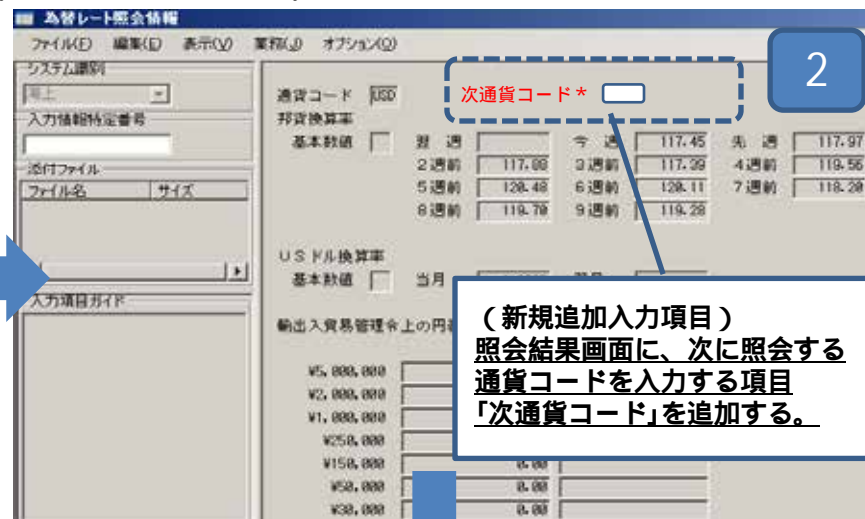 為替レート照会情報
ファイル(F) 編集(E) 表示(V) 業務(J) オプション(O)
システム識別
海上
入力情報特定番号
添付ファイル
ファイル名 サイズ
入力項目ガイド
2
通貨コード USD
次通貨コード*
邦貨換算率
基本数値 翌週 今週 117.45 先週 117.97
2週前 3週前 117.39 4週前
5週前 120.48 6週前 120.11 7週前 118.20
8週前 119.70 9週前 119.28
USドル換算率
基本数値 当月
輸出入貿易管理令上の円
¥5,000,000
¥2,000,000
¥1,000,000
¥250,000
¥150,000 0.00
¥50,000 0.00
¥30,000 0.00
(新規追加入力項目)
照会結果画面に、次に照会する
通貨コードを入力する項目
「次通貨コード」を追加する。